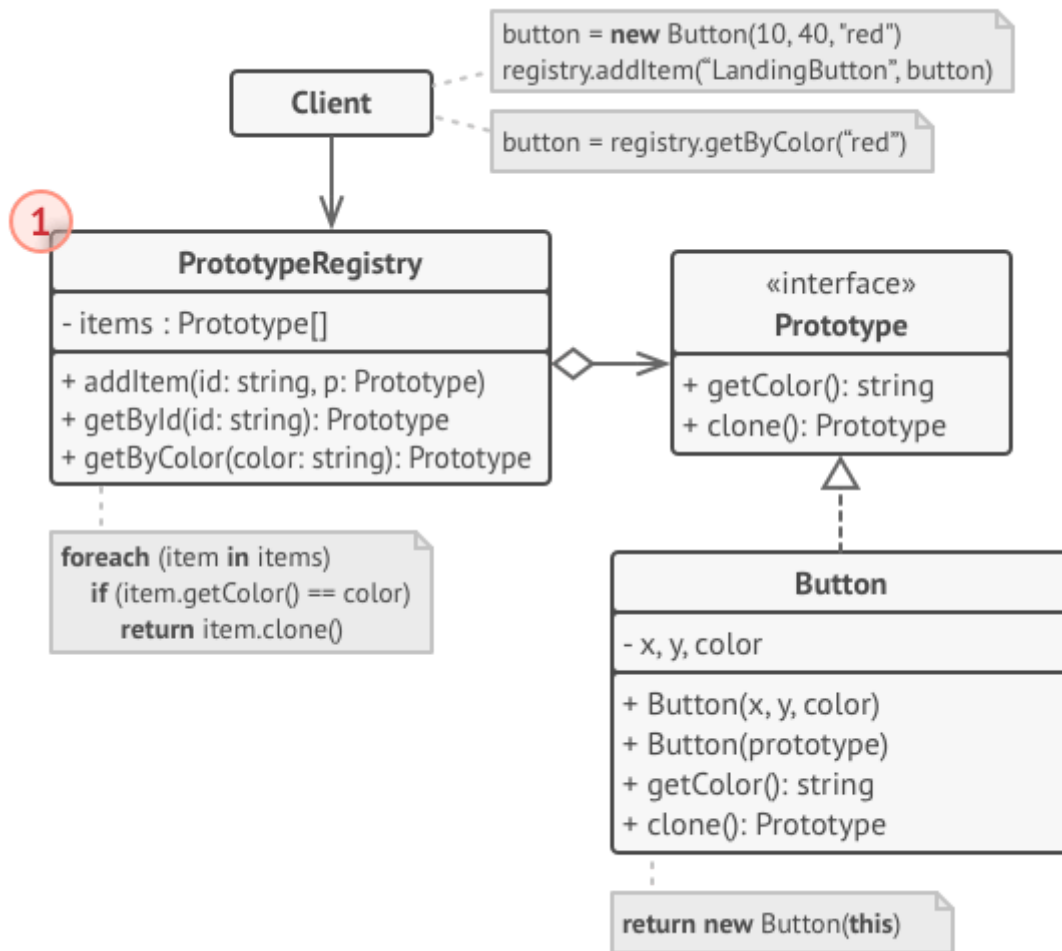 button = new Button(10, 40, "red")
registry.addItem(“LandingButton”, button)
Client
button = registry.getByColor(“red”)
1
PrototypeRegistry
- items : Prototype[]
+ addItem(id: string, p: Prototype)
+ getById(id: string): Prototype
+ getByColor(color: string): Prototype
«interface»
Prototype
+ getColor(): string
+ clone(): Prototype
foreach (item in items)
if (item.getColor() == color)
return item.clone()
Button
- x, y, color
+ Button(x, y, color)
+ Button(prototype)
+ getColor(): string
+ clone(): Prototype
return new Button(this)